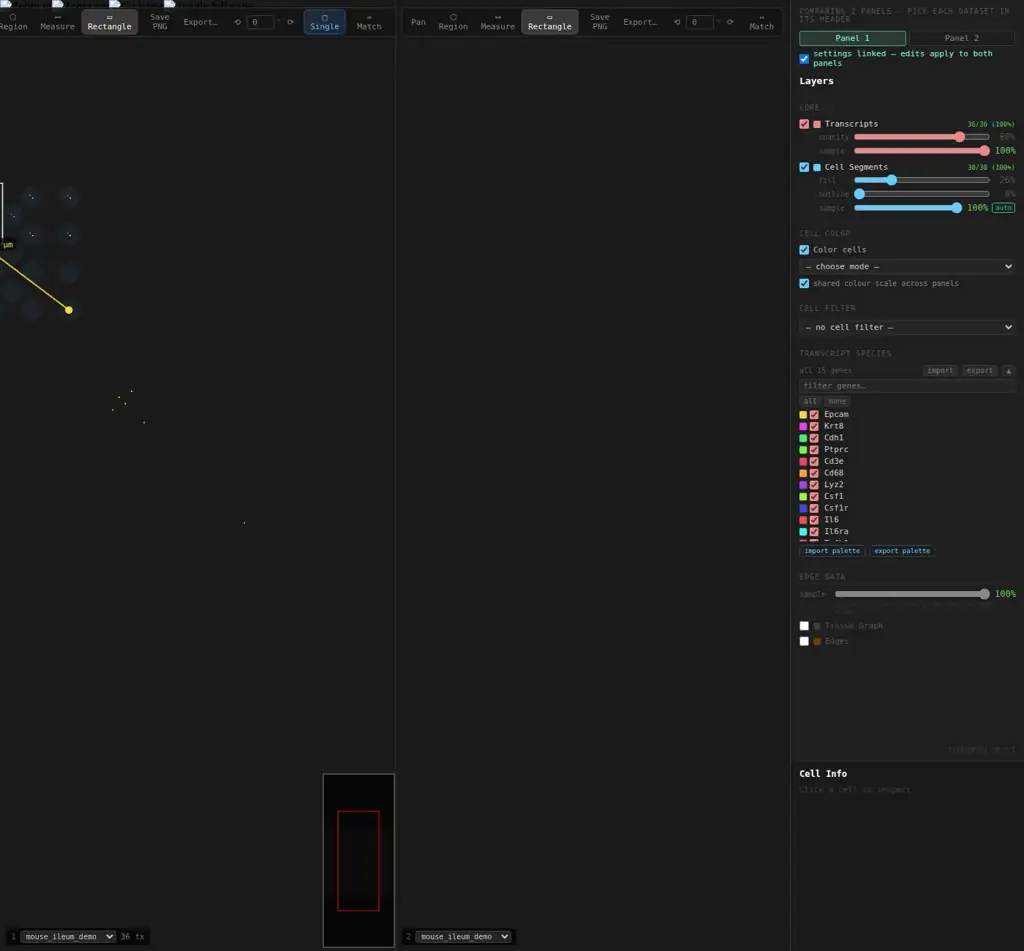 COMPARING 2 PANELS — PICK EACH DATASET IN ITS HEADER
Region Measure Rectangle Save PNG Export… 0 ° Single Match
Pan Region Measure Rectangle Save PNG Export… 0 ° Match
Panel 1 Panel 2
settings linked — edits apply to both panels
Layers
CORE
Transcripts 36/36 (100%)
opacity 80%
sample 100%
Cell Segments 30/30 (100%)
fill 26%
outline 0%
sample 100% auto
CELL COLOR
Color cells
— choose mode —
shared colour scale across panels
CELL FILTER
— no cell filter —
TRANSCRIPT SPECIES
all 15 genes import export ▲
filter genes…
all none
Epcam
Krt8
Cdh1
Ptprc
Cd3e
Cd68
Lyz2
Csf1
Csf1r
Il6
Il6ra
import palette export palette
EDGE DATA
sample 100%
Tissue Graph
Edges
Cell Info
Click a cell to inspect
µm
1 mouse_ileum_demo 36 tx
2 mouse_ileum_demo